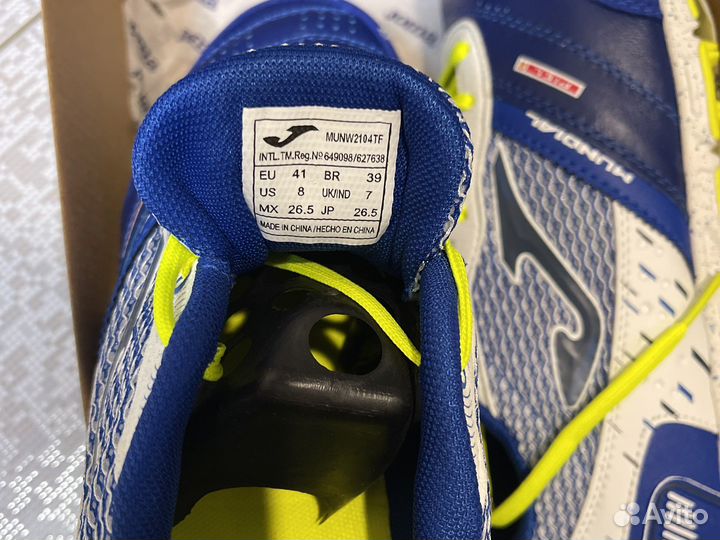 MUNW2104TF
INTL.TM.Reg.Nº649098/627638
EU 41 BR 39
US 8 UK/IND 7
MX 26.5 JP 26.5
MADE IN CHINA/HECHO EN CHINA
MUNDIAL
Avito